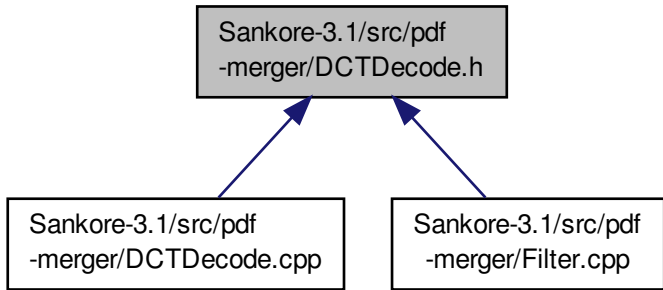 Sankore-3.1/src/pdf
-merger/DCTDecode.h
Sankore-3.1/src/pdf
-merger/DCTDecode.cpp
Sankore-3.1/src/pdf
-merger/Filter.cpp